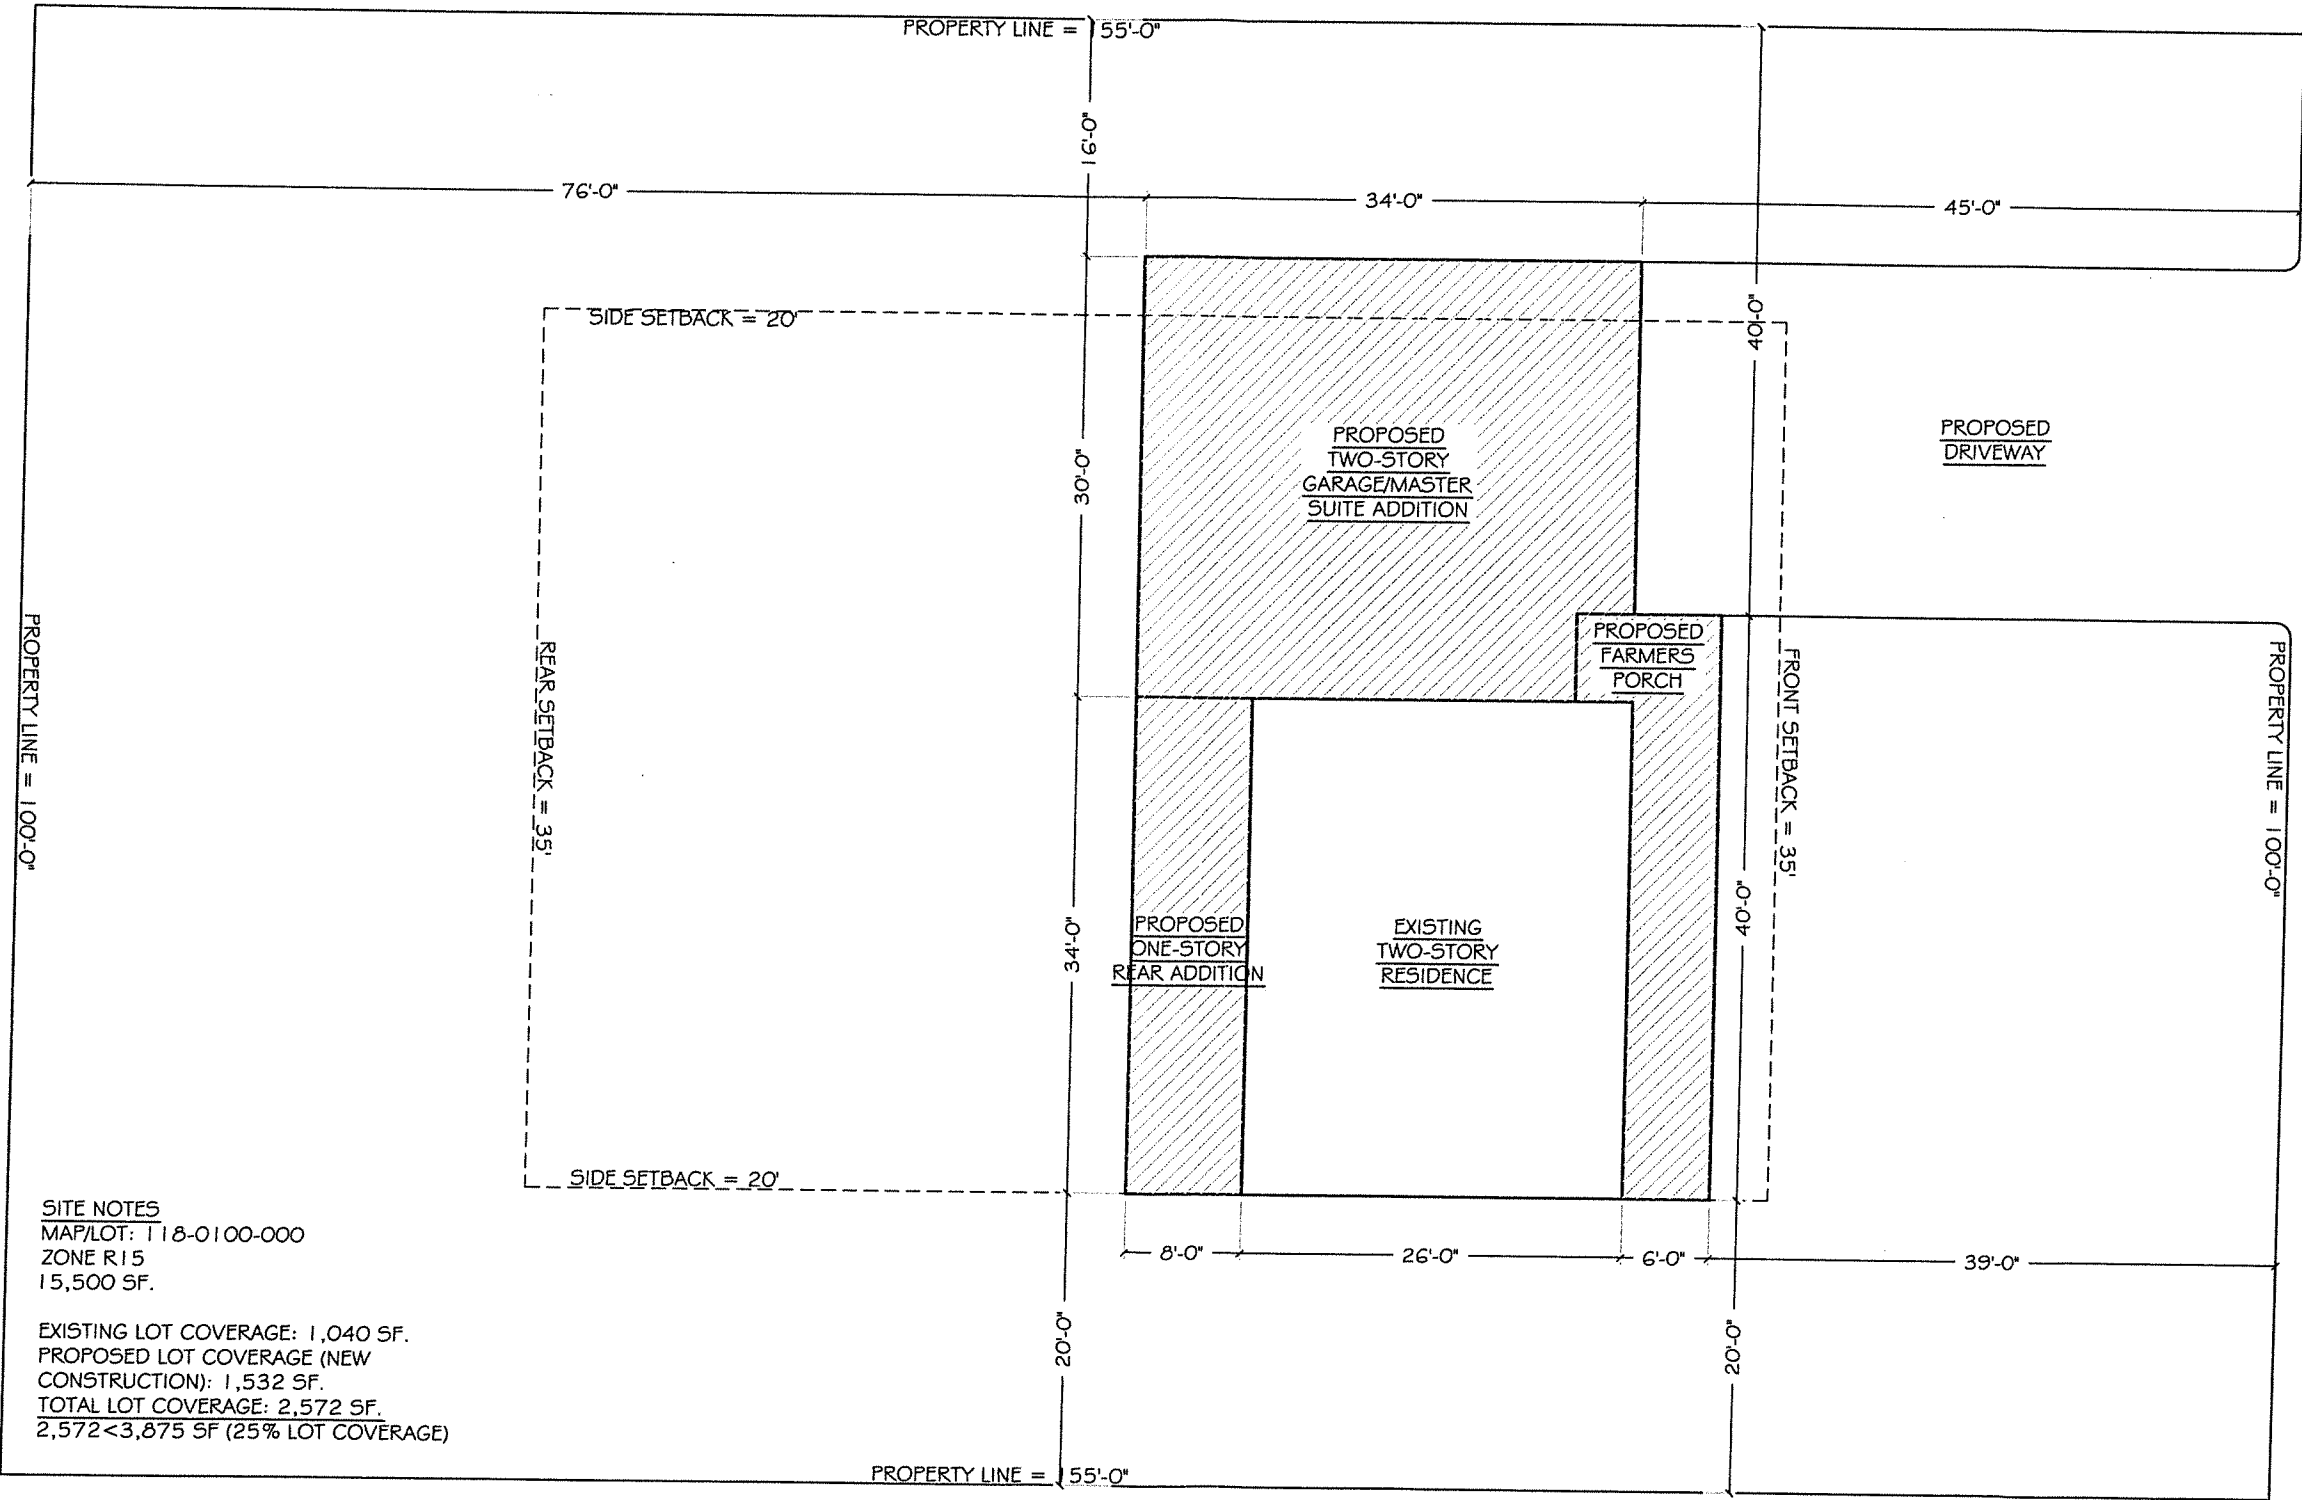 PROPERTY LINE = 155'-0"
16'-0"
76'-0"
34'-0"
45'-0"
SIDE SETBACK = 20'
40'-0"
PROPOSED
TWO-STORY
GARAGE/MASTER
SUITE ADDITION
30'-0"
PROPOSED
DRIVEWAY
PROPOSED
FARMERS
PORCH
PROPERTY LINE = 100'-0"
REAR SETBACK = 35'
FRONT SETBACK = 35'
PROPERTY LINE = 100'-0"
34'-0"
PROPOSED
ONE-STORY
REAR ADDITION
EXISTING
TWO-STORY
RESIDENCE
40'-0"
SIDE SETBACK = 20'
8'-0"
26'-0"
6'-0"
39'-0"
20'-0"
20'-0"
SITE NOTES
MAP/LOT: 118-0100-000
ZONE R15
15,500 SF.
EXISTING LOT COVERAGE: 1,040 SF.
PROPOSED LOT COVERAGE (NEW
CONSTRUCTION): 1,532 SF.
TOTAL LOT COVERAGE: 2,572 SF.
2,572<3,875 SF (25% LOT COVERAGE)
PROPERTY LINE = 155'-0"